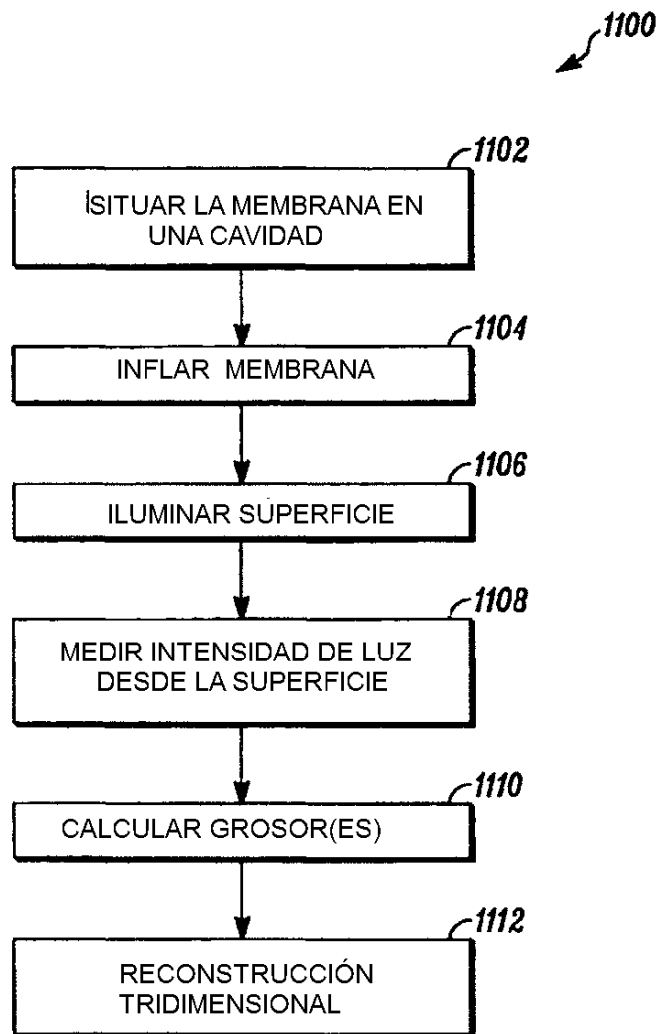 1100
1102
ISITUAR LA MEMBRANA EN
UNA CAVIDAD
1104
INFLAR MEMBRANA
1106
ILUMINAR SUPERFICIE
1108
MEDIR INTENSIDAD DE LUZ
DESDE LA SUPERFICIE
1110
CALCULAR GROSOR(ES)
1112
RECONSTRUCCIÓN
TRIDIMENSIONAL